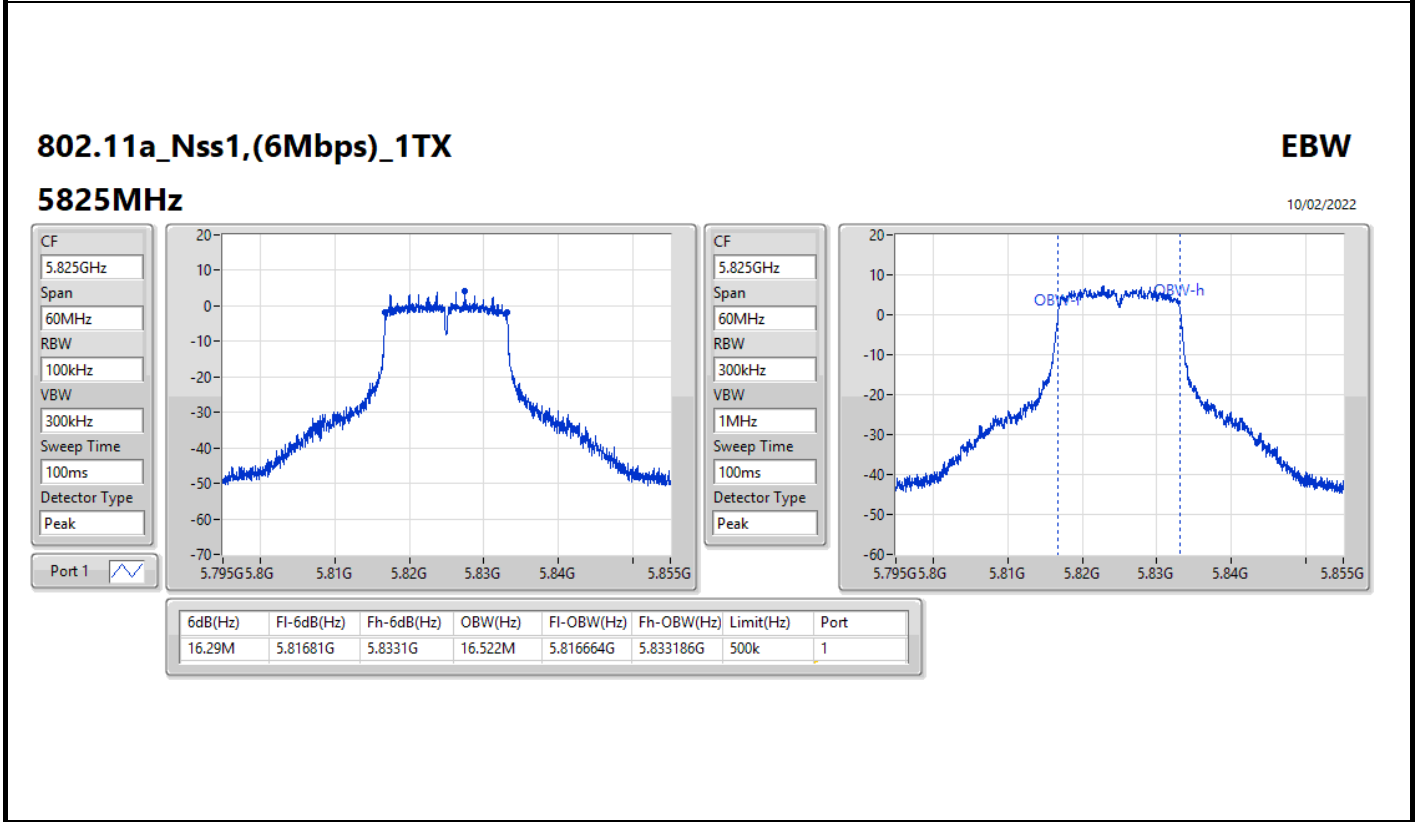 802.11a_Nss1,(6Mbps)_1TX
EBW
5825MHz
10/02/2022
CF
5.825GHz
Span
60MHz
RBW
100kHz
VBW
300kHz
Sweep Time
100ms
Detector Type
Peak
Port 1
20
10
0
-10
-20
-30
-40
-50
-60
-70
5.795G 5.8G 5.81G 5.82G 5.83G 5.84G 5.855G
CF
5.825GHz
Span
60MHz
RBW
300kHz
VBW
1MHz
Sweep Time
100ms
Detector Type
Peak
20
10
0
-10
-20
-30
-40
-50
-60
OBW-l OBW-h
5.795G 5.8G 5.81G 5.82G 5.83G 5.84G 5.855G
6dB(Hz) Fl-6dB(Hz) Fh-6dB(Hz) OBW(Hz) Fl-OBW(Hz) Fh-OBW(Hz) Limit(Hz) Port
16.29M 5.81681G 5.8331G 16.522M 5.816664G 5.833186G 500k 1